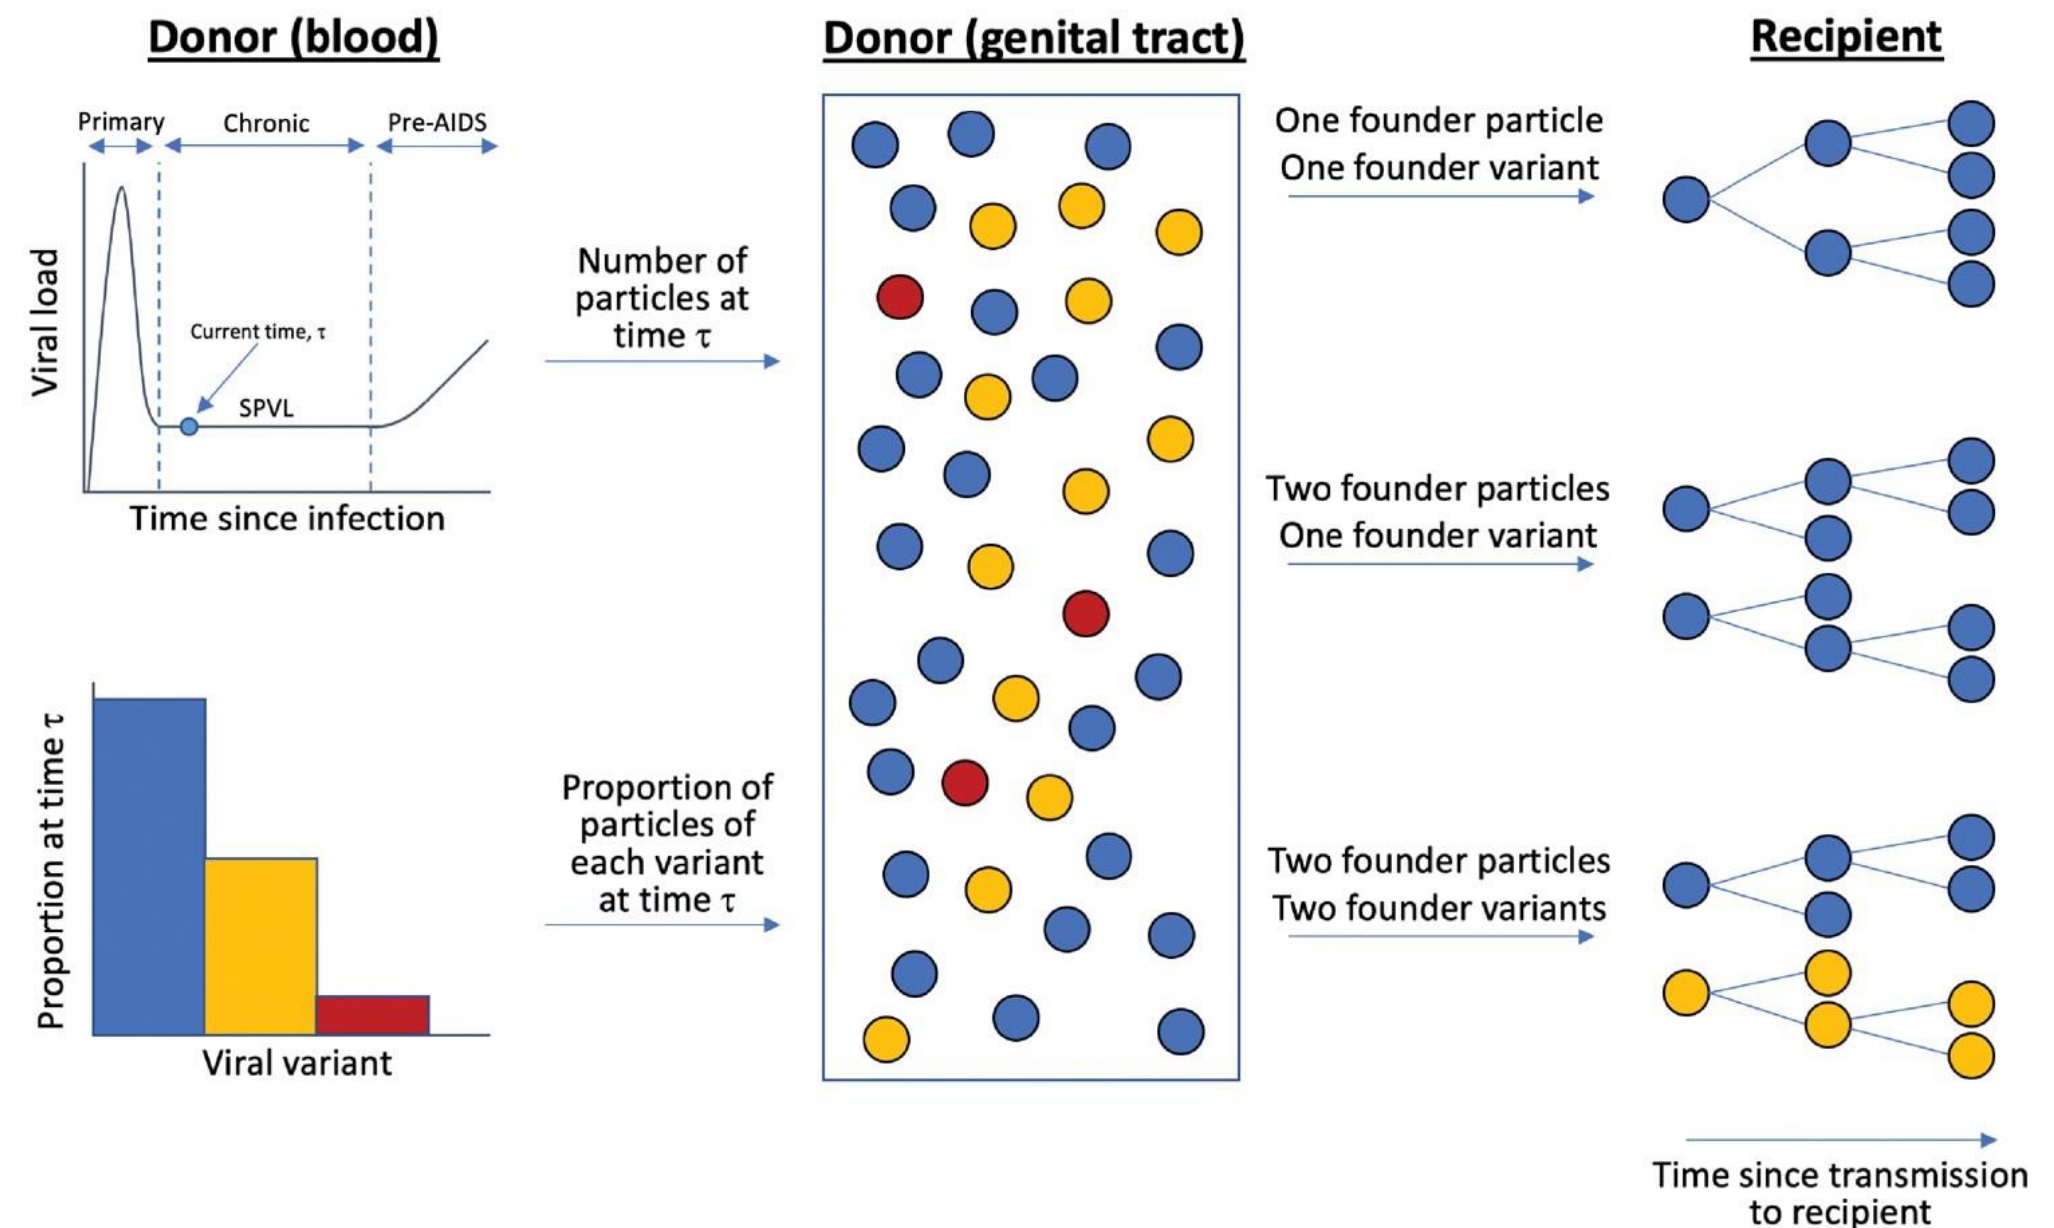 Donor (blood)
Donor (genital tract)
Recipient
Primary
Chronic
Pre-AIDS
Viral load
Current time, τ
SPVL
Time since infection
Number of
particles at
time τ
Proportion at time τ
Viral variant
Proportion of
particles of
each variant
at time τ
One founder particle
One founder variant
Two founder particles
One founder variant
Two founder particles
Two founder variants
Time since transmission
to recipient